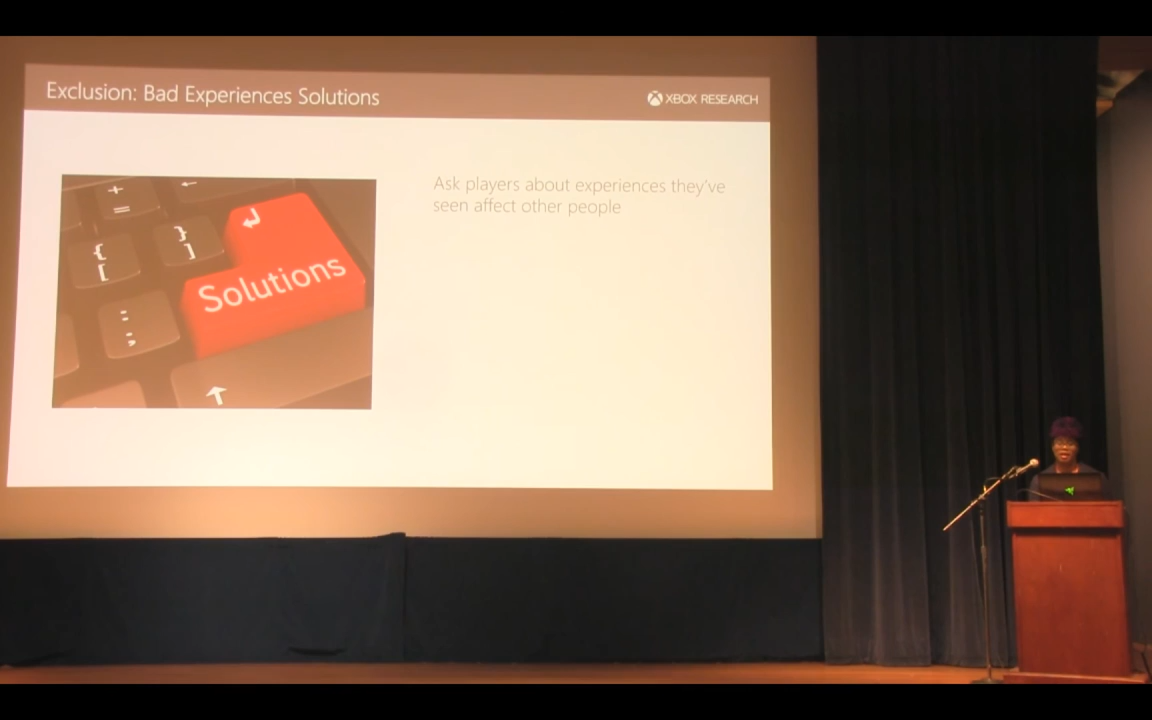 Exclusion: Bad Experiences Solutions
XBOX RESEARCH
Ask players about experiences they've
seen affect other people
+
=
{
[
}
]
:
;
Solutions